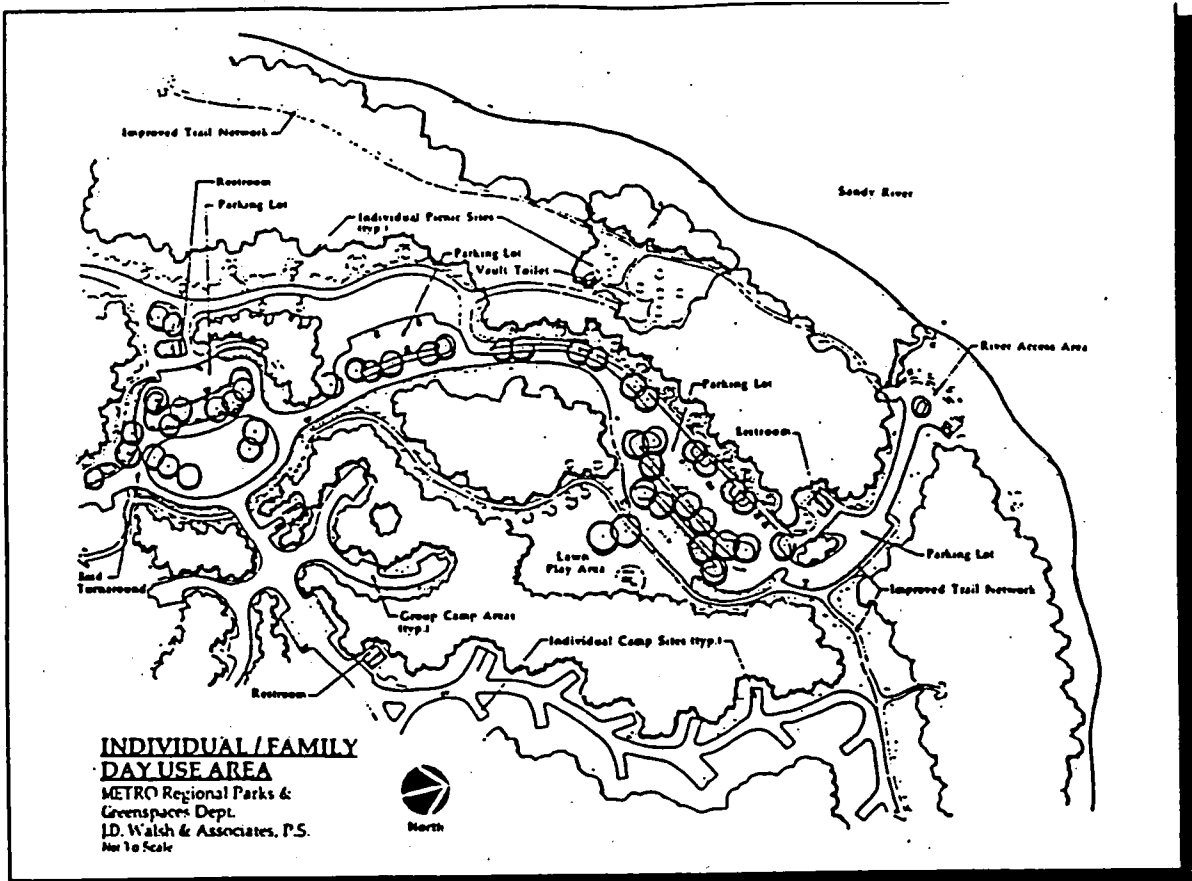 Improved Trail Network
Sandy River
Restroom
Parking Lot
Individual Picnic Sites
(typ.)
Parking Lot
Vault Toilet
River Access Area
Parking Lot
Restroom
Lawn
Play Area
Parking Lot
Improved Trail Network
Turnaround
Group Camp Areas
(typ.)
Individual Camp Sites (typ.)
Restroom
INDIVIDUAL / FAMILY
DAY USE AREA
METRO Regional Parks &
Greenspaces Dept.
J.D. Walsh & Associates, P.S.
Not To Scale
North